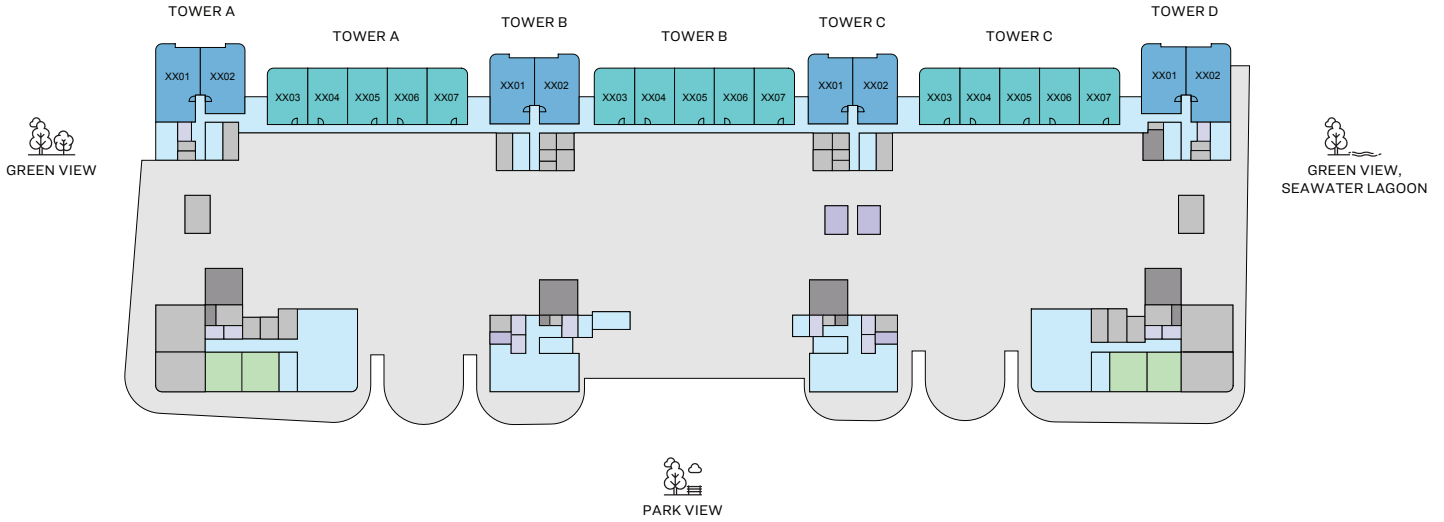 TOWER A
TOWER A
TOWER B
TOWER B
TOWER C
TOWER C
TOWER D
XX01 XX02
XX03 XX04 XX05 XX06 XX07
XX01 XX02
XX03 XX04 XX05 XX06 XX07
XX01 XX02
XX03 XX04 XX05 XX06 XX07
XX01 XX02
GREEN VIEW
GREEN VIEW,
SEAWATER LAGOON
PARK VIEW